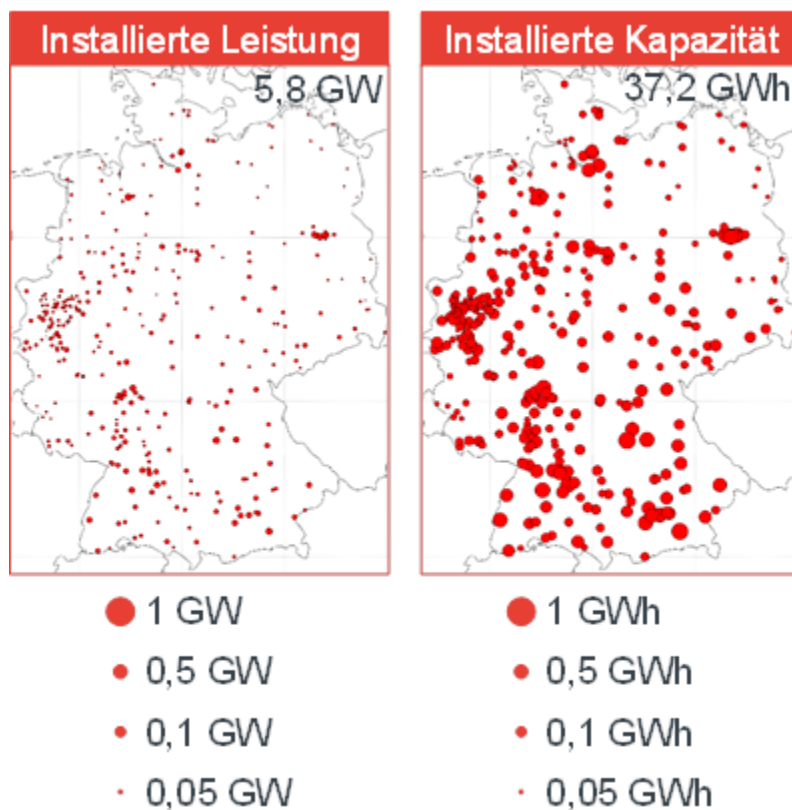 Installierte Leistung
5,8 GW
1 GW
0,5 GW
0,1 GW
0,05 GW
Installierte Kapazität
37,2 GWh
1 GWh
0,5 GWh
0,1 GWh
0,05 GWh